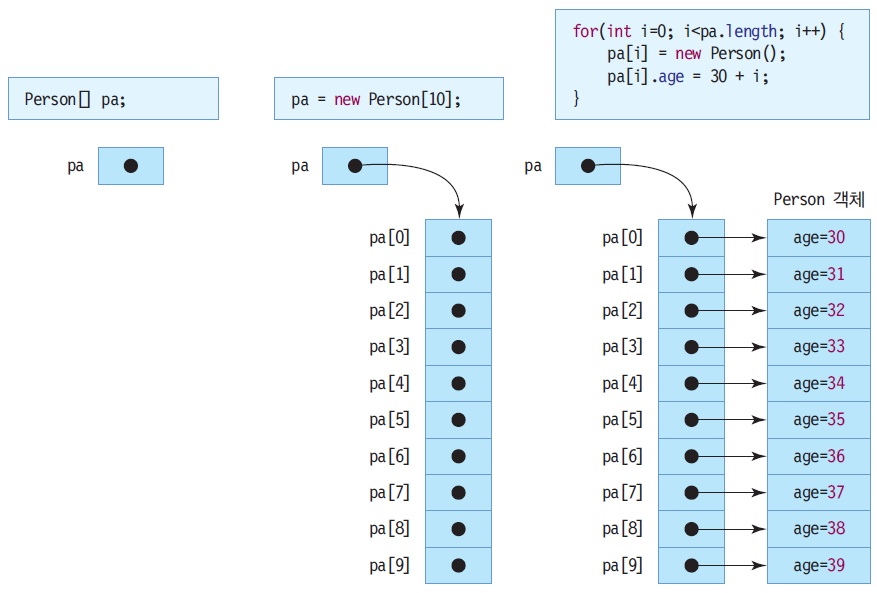 Person[] pa;
pa
pa = new Person[10];
pa
pa[0]
pa[1]
pa[2]
pa[3]
pa[4]
pa[5]
pa[6]
pa[7]
pa[8]
pa[9]
for(int i=0; i<pa.length; i++) {
pa[i] = new Person();
pa[i].age = 30 + i;
}
pa
Person 객체
pa[0] age=30
pa[1] age=31
pa[2] age=32
pa[3] age=33
pa[4] age=34
pa[5] age=35
pa[6] age=36
pa[7] age=37
pa[8] age=38
pa[9] age=39